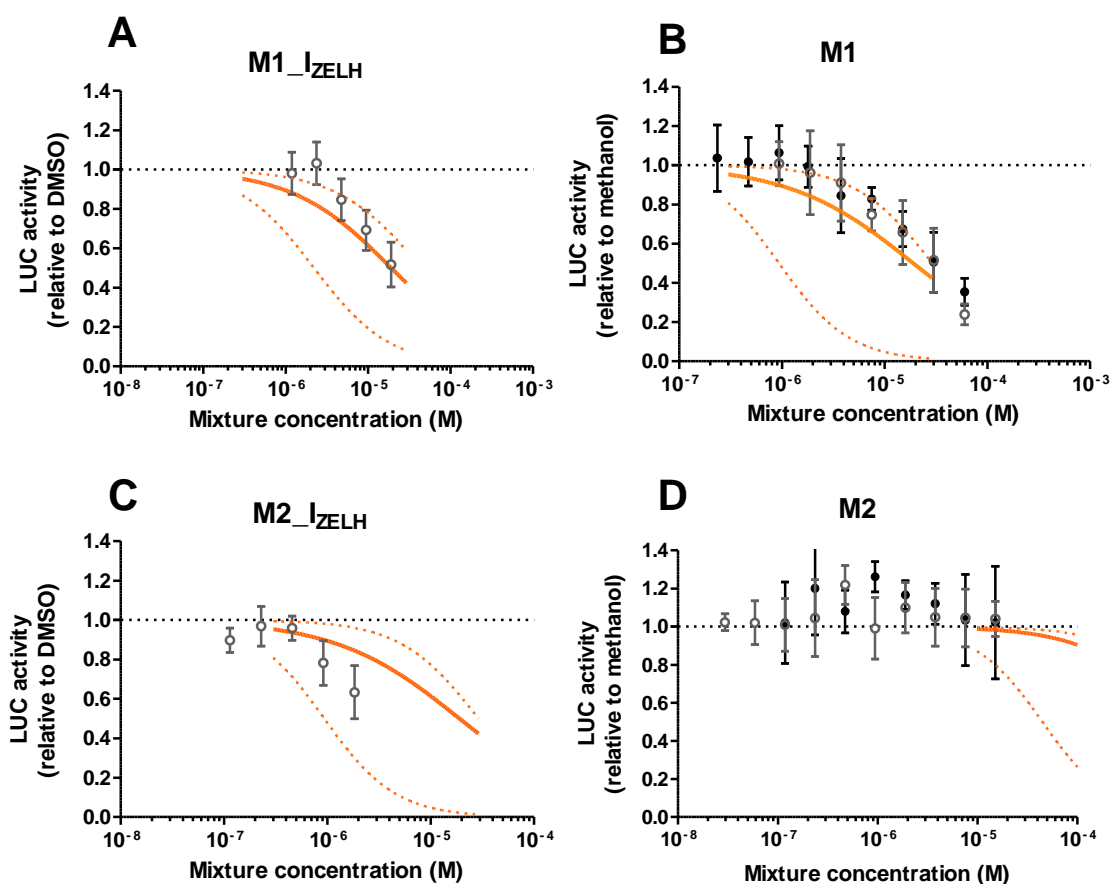 A
M1_IZELH
LUC activity
(relative to DMSO)
1.4
1.2
1.0
0.8
0.6
0.4
0.2
0.0
10-8 10-7 10-6 10-5 10-4 10-3
Mixture concentration (M)
B
M1
LUC activity
(relative to methanol)
1.4
1.2
1.0
0.8
0.6
0.4
0.2
0.0
10-7 10-6 10-5 10-4 10-3
Mixture concentration (M)
C
M2_IZELH
LUC activity
(relative to DMSO)
1.4
1.2
1.0
0.8
0.6
0.4
0.2
0.0
10-8 10-7 10-6 10-5 10-4
Mixture concentration (M)
D
M2
LUC activity
(relative to methanol)
1.4
1.2
1.0
0.8
0.6
0.4
0.2
0.0
10-8 10-7 10-6 10-5 10-4
Mixture concentration (M)